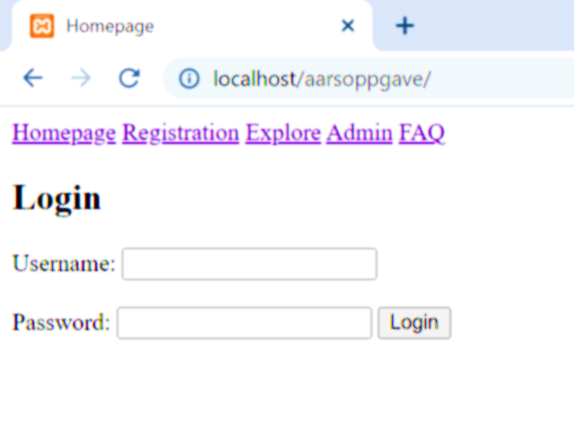 Homepage
localhost/aarsoppgave/
Homepage Registration Explore Admin FAQ
Login
Username:
Password: Login